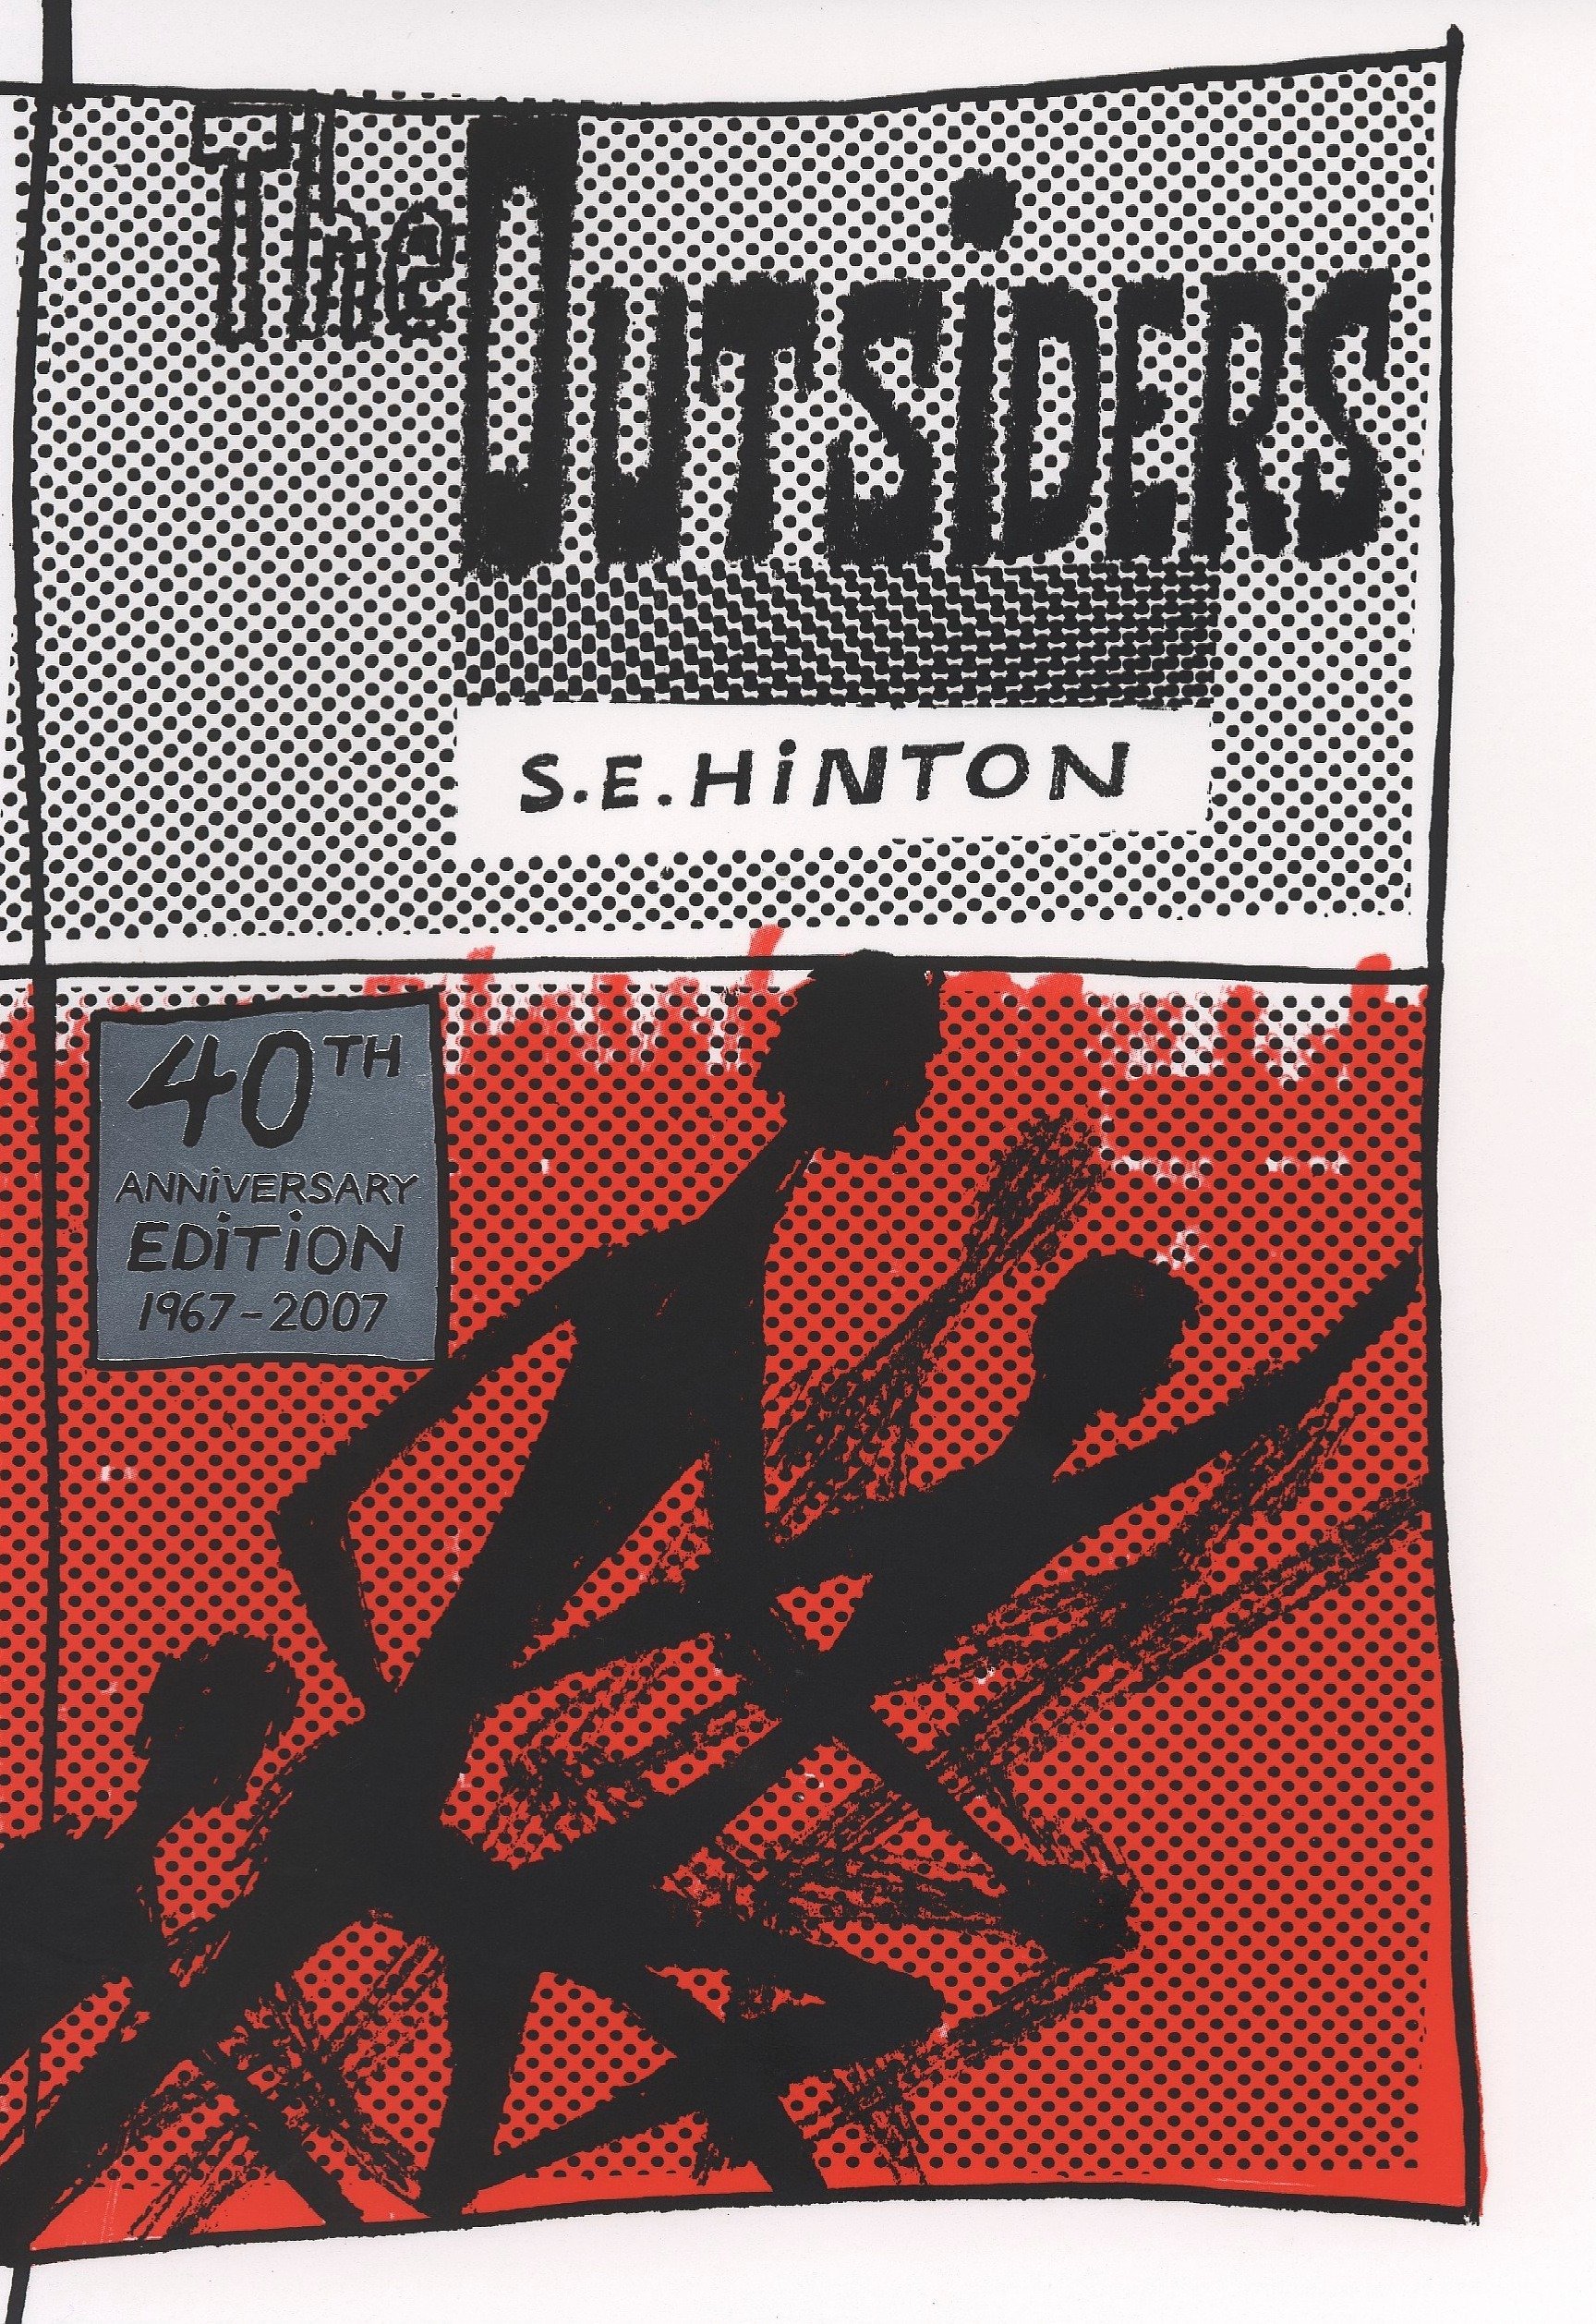 The OUTSiDERS
S.E.HiNTON
40TH
ANNiVERSARY
EDiTiON
1967-2007